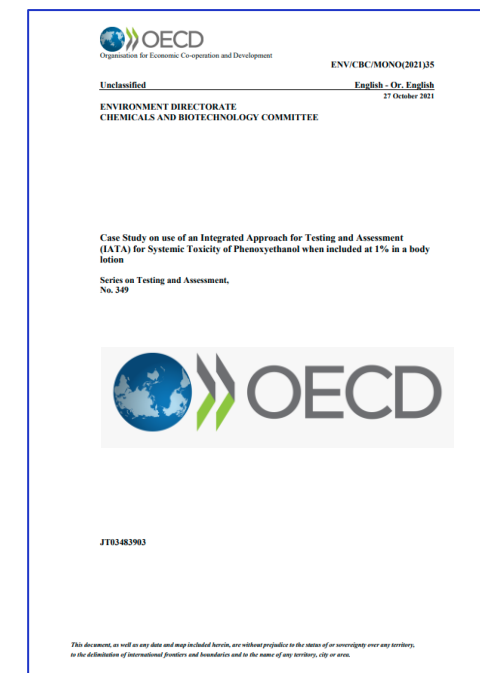 OECD
Organisation for Economic Co-operation and Development
ENV/CBC/MONO(2021)35
Unclassified English - Or. English
27 October 2021
ENVIRONMENT DIRECTORATE
CHEMICALS AND BIOTECHNOLOGY COMMITTEE
Case Study on use of an Integrated Approach for Testing and Assessment
(IATA) for Systemic Toxicity of Phenoxyethanol when included at 1% in a body
lotion
Series on Testing and Assessment,
No. 349
OECD
JT03483903
This document, as well as any data and map included herein, are without prejudice to the status of or sovereignty over any territory,
to the delimitation of international frontiers and boundaries and to the name of any territory, city or area.